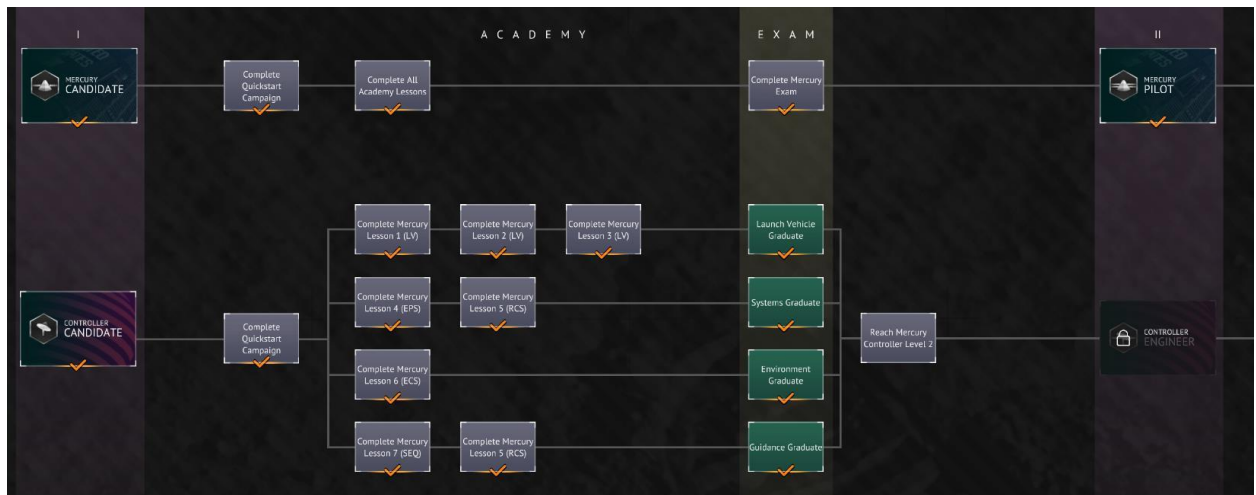 I
ACADEMY
EXAM
II
MERCURY
CANDIDATE
Complete
Quickstart
Campaign
Complete All
Academy Lessons
Complete Mercury
Exam
MERCURY
PILOT
Complete Mercury
Lesson 1 (LV)
Complete Mercury
Lesson 2 (LV)
Complete Mercury
Lesson 3 (LV)
Launch Vehicle
Graduate
Complete Mercury
Lesson 4 (EPS)
Complete Mercury
Lesson 5 (RCS)
Systems Graduate
CONTROLLER
CANDIDATE
Complete
Quickstart
Campaign
Reach Mercury
Controller Level 2
CONTROLLER
ENGINEER
Complete Mercury
Lesson 6 (ECS)
Environment
Graduate
Complete Mercury
Lesson 7 (SEQ)
Complete Mercury
Lesson 5 (RCS)
Guidance Graduate